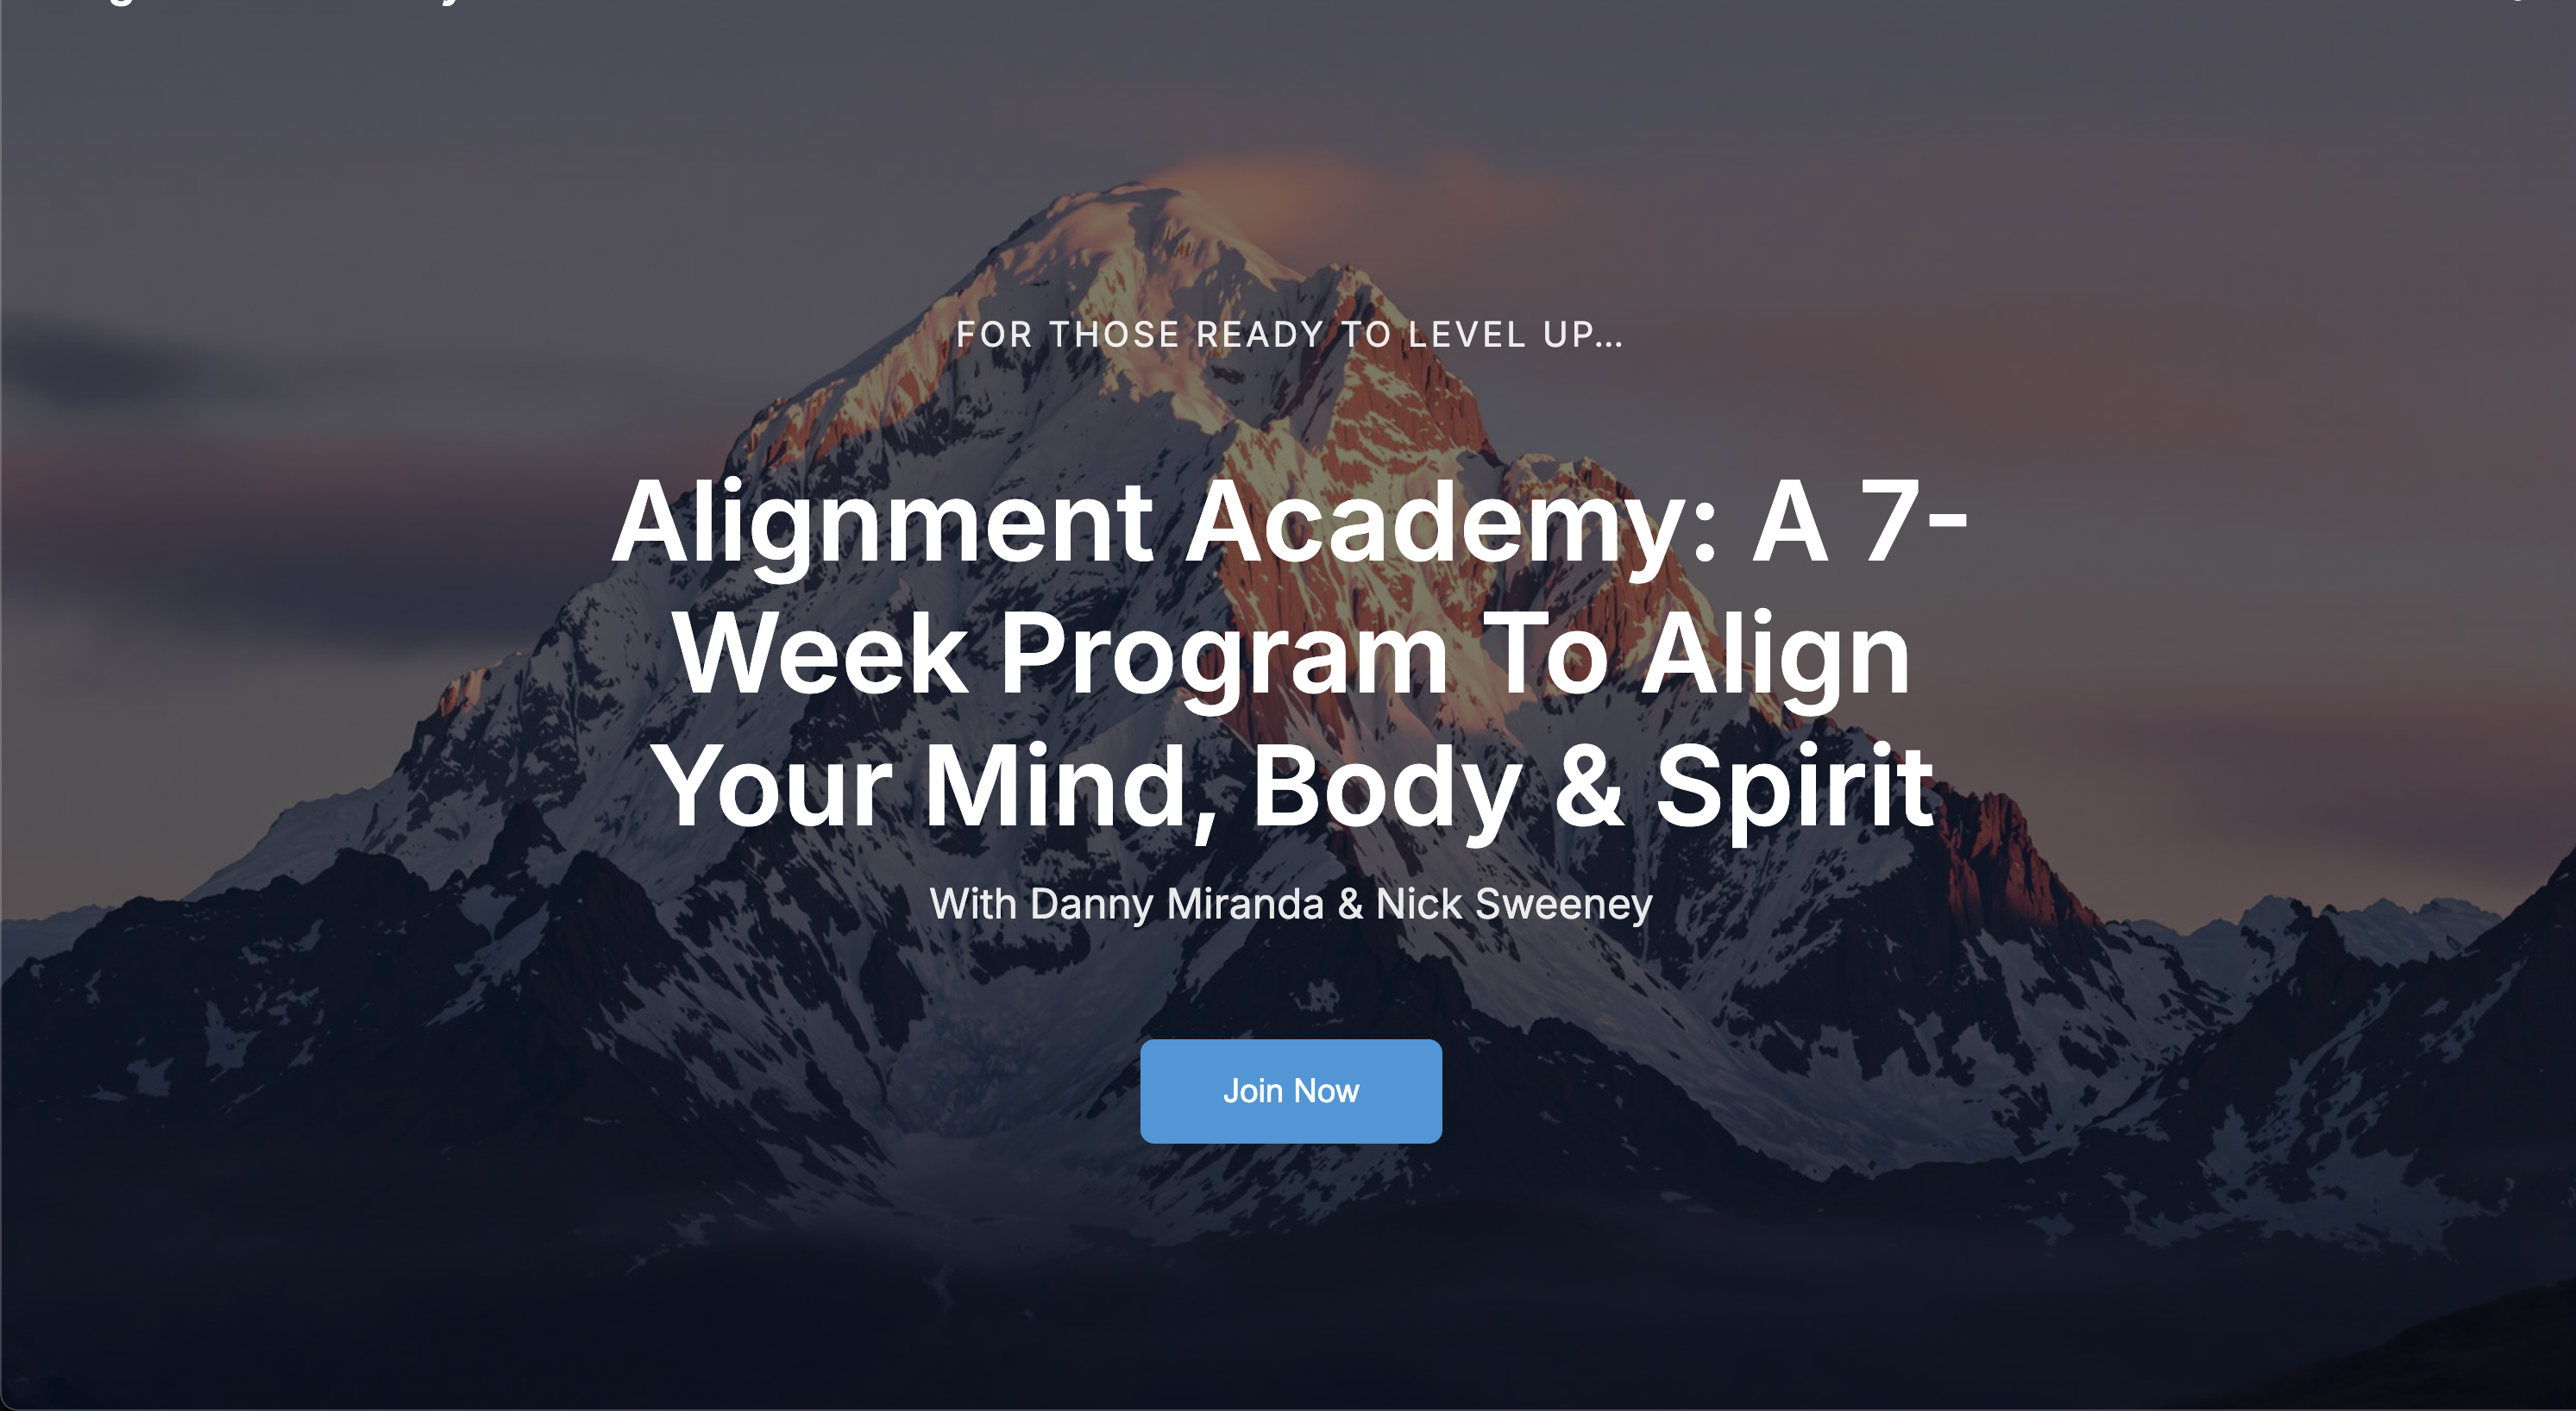 FOR THOSE READY TO LEVEL UP...
Alignment Academy: A 7-
Week Program To Align
Your Mind, Body & Spirit
With Danny Miranda & Nick Sweeney
Join Now